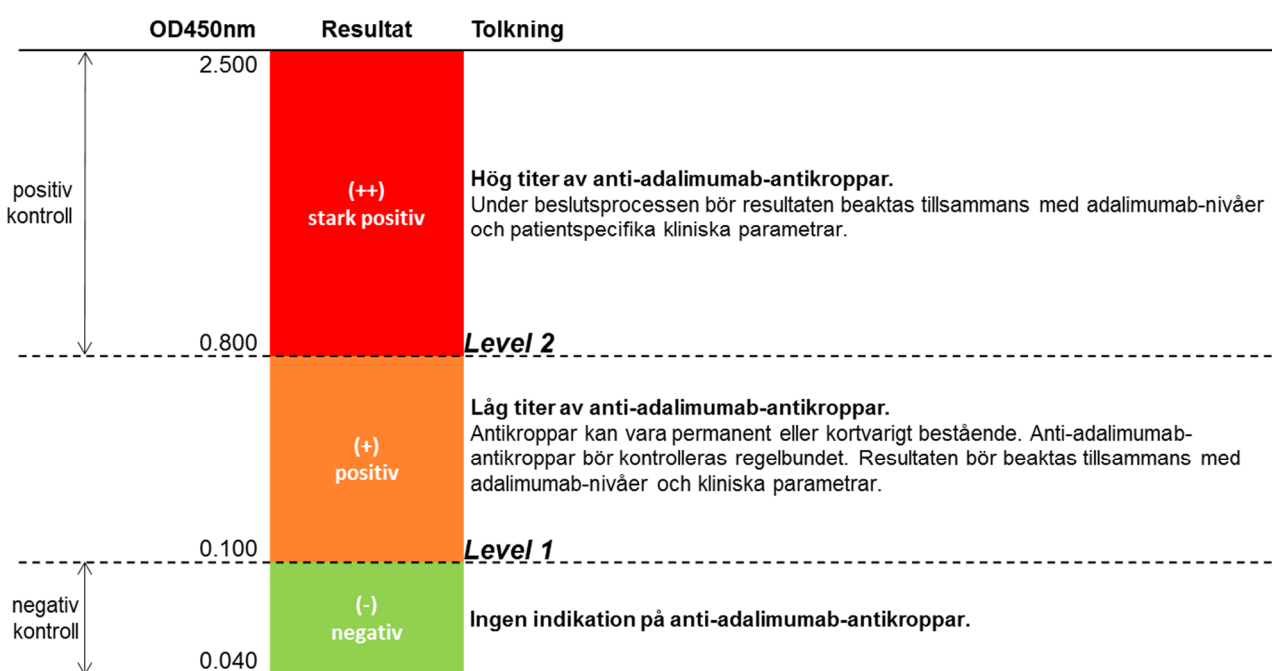 OD450nm Resultat Tolkning
2.500
positiv
kontroll
(++)
stark positiv
Hög titer av anti-adalimumab-antikroppar.
Under beslutsprocessen bör resultaten beaktas tillsammans med adalimumab-nivåer
och patientspecifika kliniska parametrar.
0.800
Level 2
(+)
positiv
Låg titer av anti-adalimumab-antikroppar.
Antikroppar kan vara permanent eller kortvarigt bestående. Anti-adalimumab-
antikroppar bör kontrolleras regelbundet. Resultaten bör beaktas tillsammans med
adalimumab-nivåer och kliniska parametrar.
0.100
Level 1
negativ
kontroll
(-)
negativ
Ingen indikation på anti-adalimumab-antikroppar.
0.040